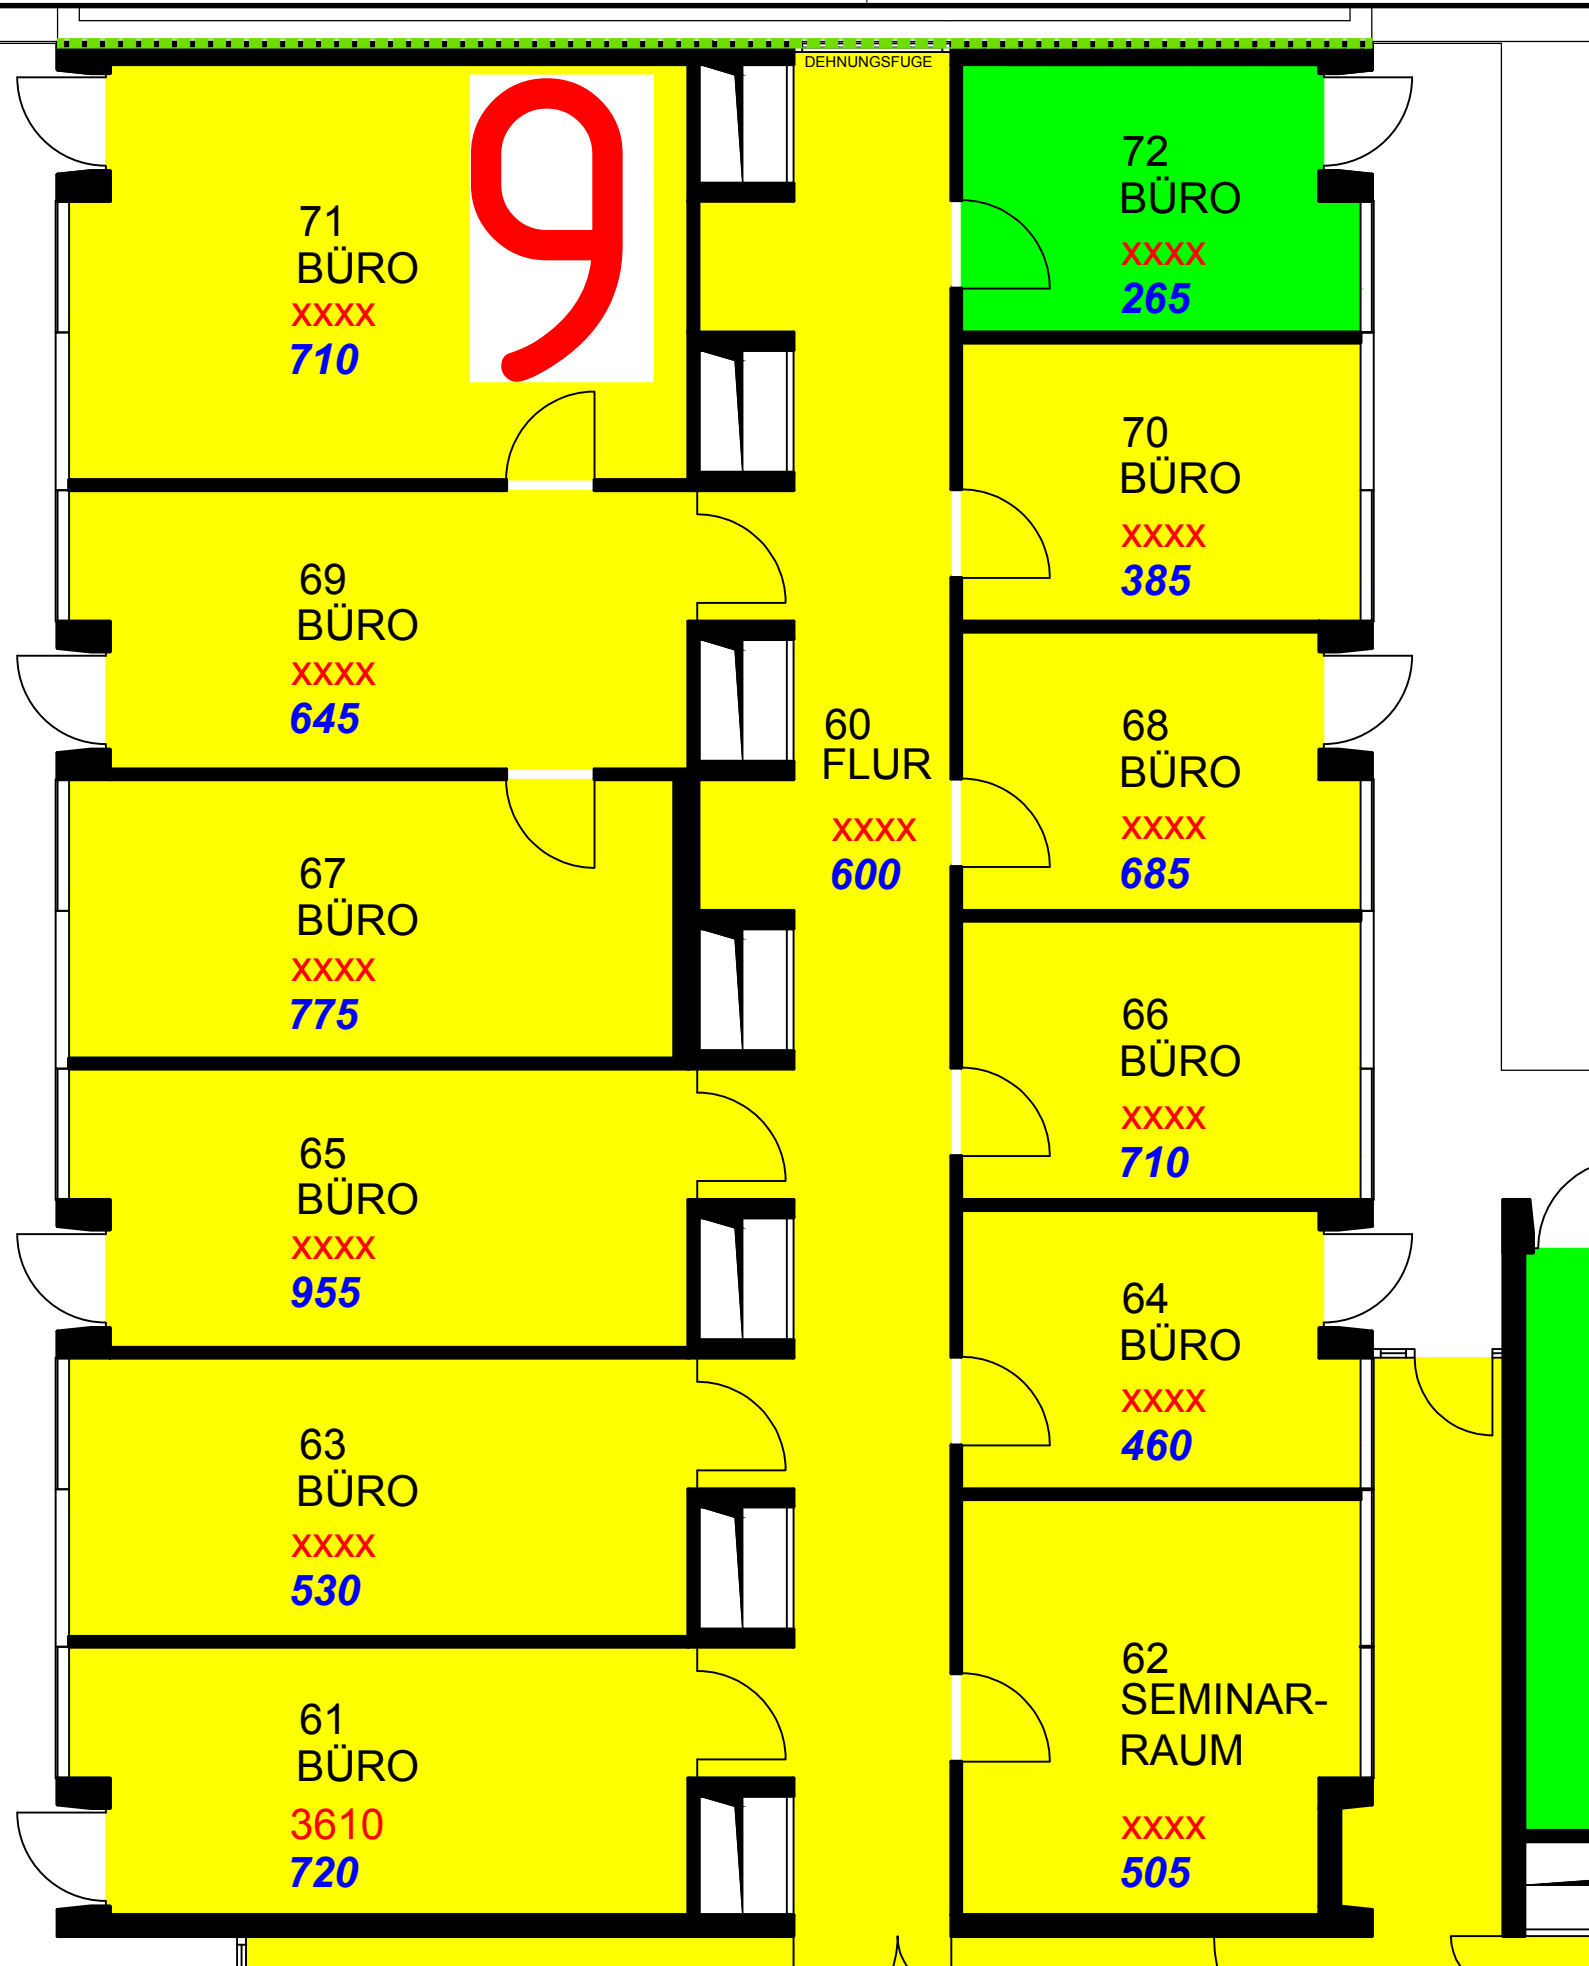 DEHNUNGSFUGE
9
71
BÜRO
xxxx
710
72
BÜRO
xxxx
265
70
BÜRO
xxxx
385
69
BÜRO
xxxx
645
60
FLUR
xxxx
600
68
BÜRO
xxxx
685
67
BÜRO
xxxx
775
66
BÜRO
xxxx
710
65
BÜRO
xxxx
955
64
BÜRO
xxxx
460
63
BÜRO
xxxx
530
62
SEMINAR-
RAUM
xxxx
505
61
BÜRO
3610
720